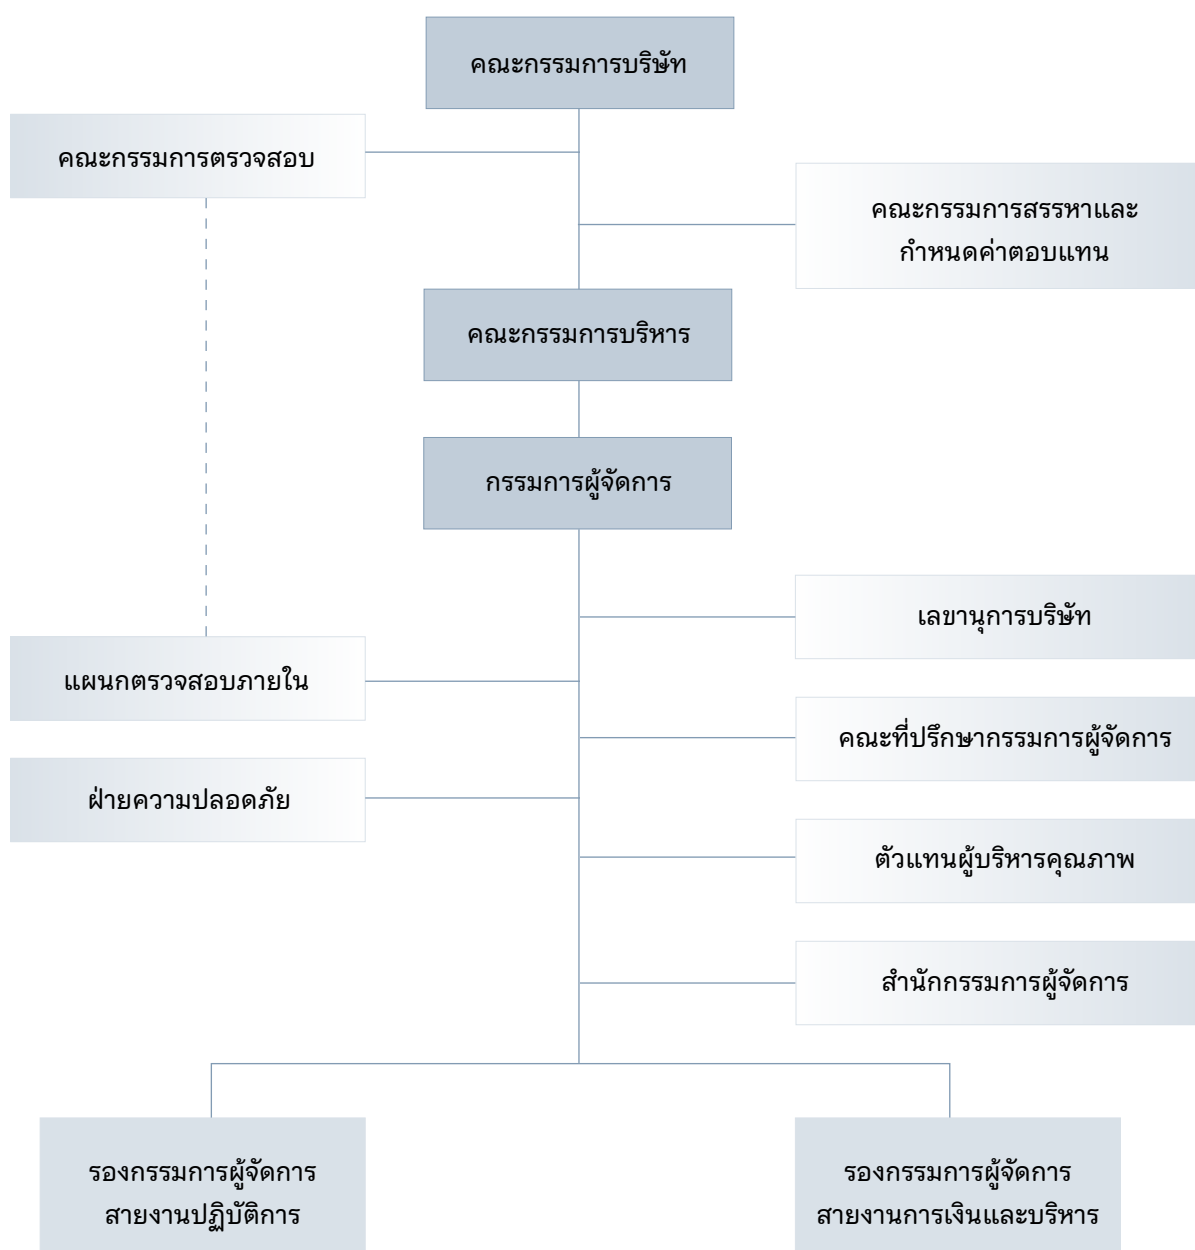 คณะกรรมการบริษัท
คณะกรรมการตรวจสอบ
คณะกรรมการสรรหาและ
กำหนดค่าตอบแทน
คณะกรรมการบริหาร
กรรมการผู้จัดการ
เลขานุการบริษัท
แผนกตรวจสอบภายใน
คณะที่ปรึกษากรรมการผู้จัดการ
ฝ่ายความปลอดภัย
ตัวแทนผู้บริหารคุณภาพ
สำนักกรรมการผู้จัดการ
รองกรรมการผู้จัดการ
สายงานปฏิบัติการ
รองกรรมการผู้จัดการ
สายงานการเงินและบริหาร